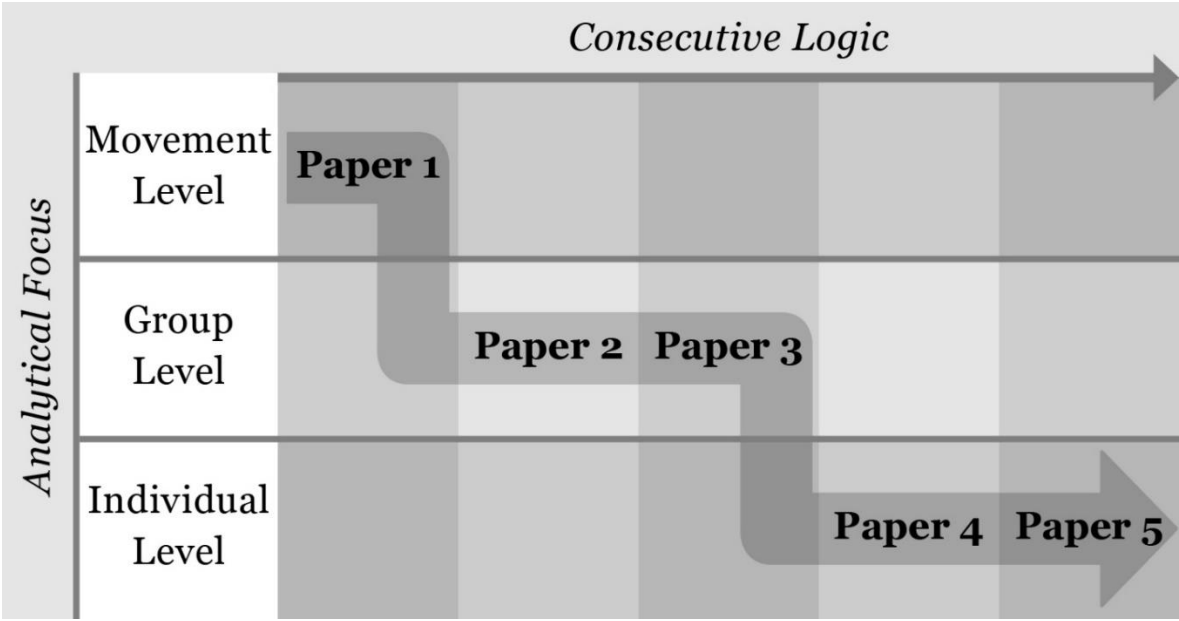 Consecutive Logic
Analytical Focus
Movement
Level
Paper 1
Group
Level
Paper 2
Paper 3
Individual
Level
Paper 4
Paper 5